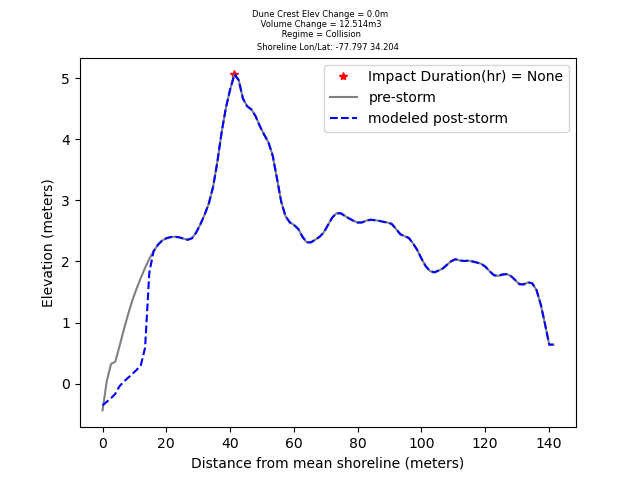 Dune Crest Elev Change = 0.0m
Volume Change = 12.514m3
Regime = Collision
Shoreline Lon/Lat: -77.797 34.204
Impact Duration(hr) = None
pre-storm
modeled post-storm
Elevation (meters)
5
4
3
2
1
0
0 20 40 60 80 100 120 140
Distance from mean shoreline (meters)